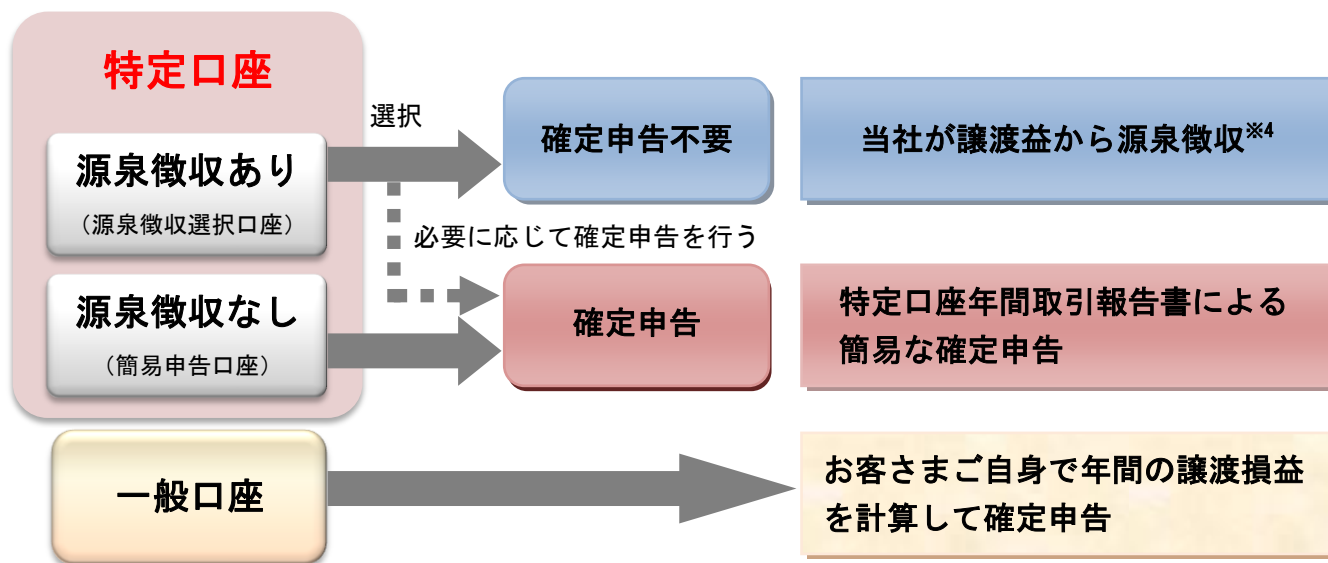 特定口座
選択
源泉徴収あり
（源泉徴収選択口座）
確定申告不要
当社が譲渡益から源泉徴収※4
必要に応じて確定申告を行う
源泉徴収なし
（簡易申告口座）
確定申告
特定口座年間取引報告書による
簡易な確定申告
一般口座
お客さまご自身で年間の譲渡損益
を計算して確定申告